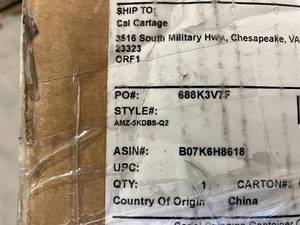 SHIP TO:
Cal Cartage
3516 South Military Hwy, Chesapeake, VA
23323
ORF1
PO#: 688K3V7F
STYLE#:
AMZ-5KDBS-Q2
ASIN#: B07K6H8618
UPC:
QTY: 1 CARTON#:
Country Of Origin China